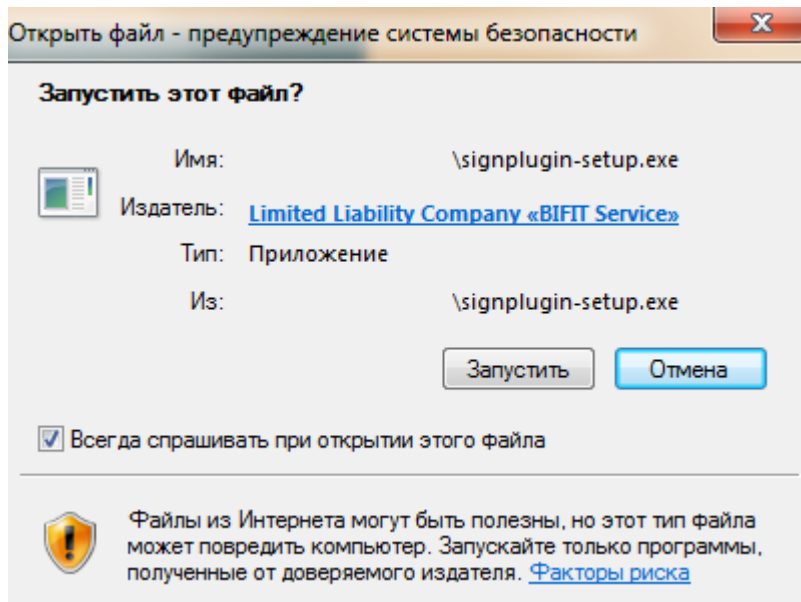 Открыть файл - предупреждение системы безопасности
Запустить этот файл?
Имя: \signplugin-setup.exe
Издатель: Limited Liability Company «BIFIT Service»
Тип: Приложение
Из: \signplugin-setup.exe
Запустить Отмена
Всегда спрашивать при открытии этого файла
Файлы из Интернета могут быть полезны, но этот тип файла
может повредить компьютер. Запускайте только программы,
полученные от доверяемого издателя. Факторы риска